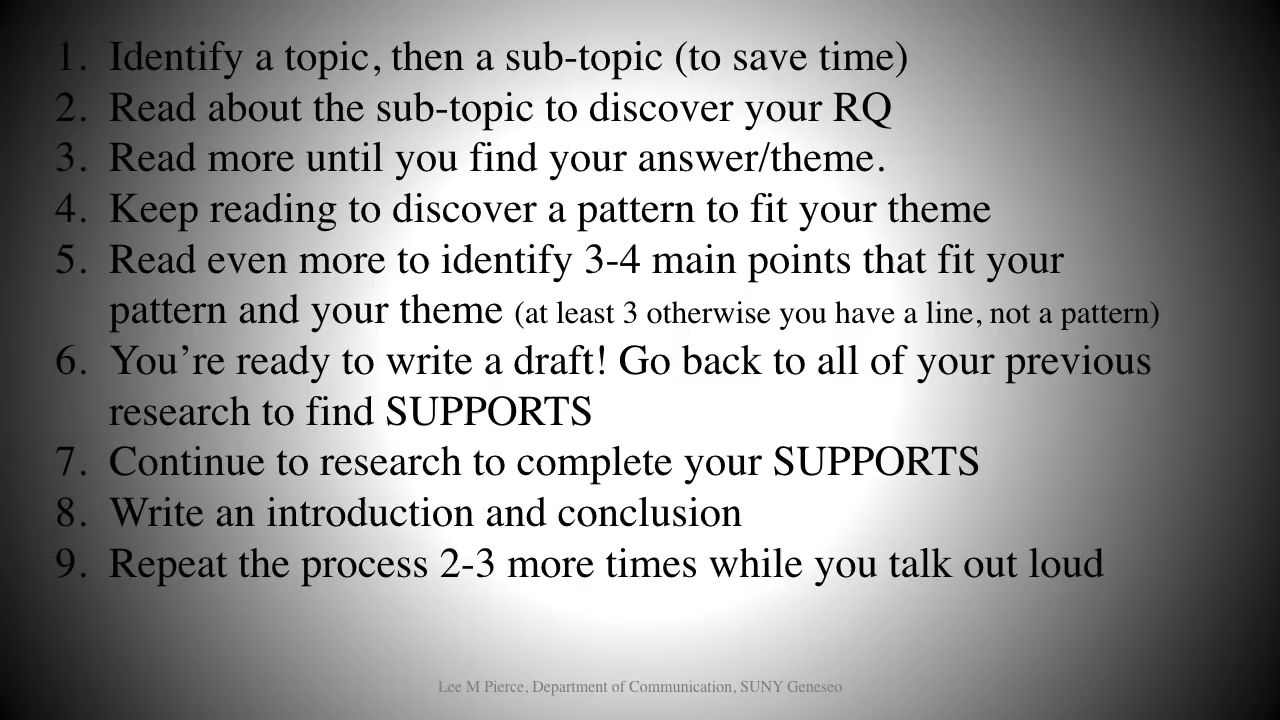 1. Identify a topic, then a sub-topic (to save time)
2. Read about the sub-topic to discover your RQ
3. Read more until you find your answer/theme.
4. Keep reading to discover a pattern to fit your theme
5. Read even more to identify 3-4 main points that fit your
pattern and your theme (at least 3 otherwise you have a line, not a pattern)
6. You’re ready to write a draft! Go back to all of your previous
research to find SUPPORTS
7. Continue to research to complete your SUPPORTS
8. Write an introduction and conclusion
9. Repeat the process 2-3 more times while you talk out loud
Lee M Pierce, Department of Communication, SUNY Geneseo